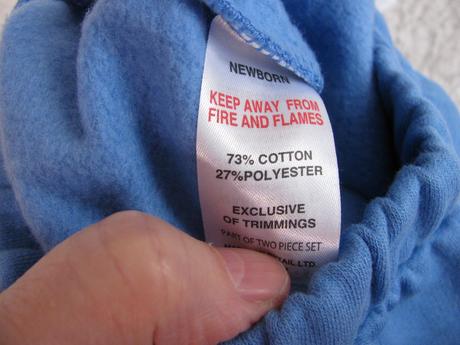 NEWBORN
KEEP AWAY FROM
FIRE AND FLAMES
73% COTTON
27%POLYESTER
EXCLUSIVE
OF TRIMMINGS
PART OF TWO PIECE SET
LTD